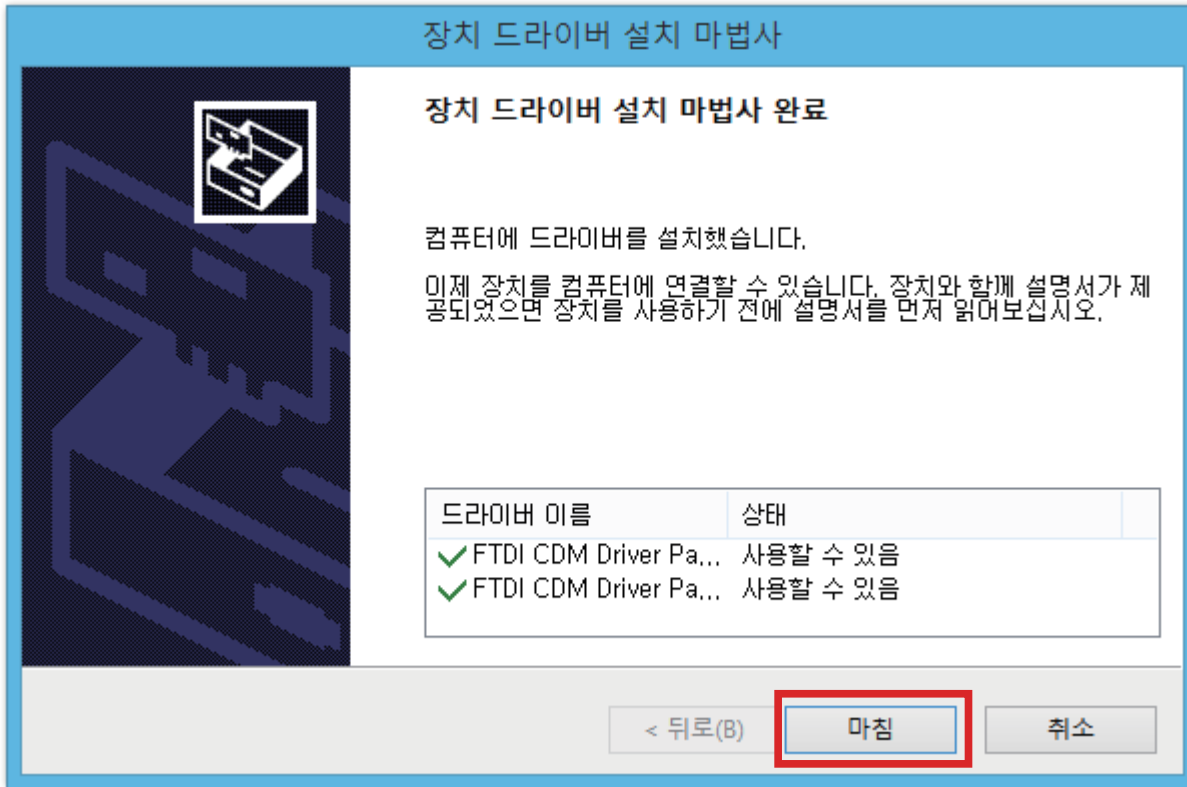 장치 드라이버 설치 마법사
장치 드라이버 설치 마법사 완료
컴퓨터에 드라이버를 설치했습니다.
이제 장치를 컴퓨터에 연결할 수 있습니다. 장치와 함께 설명서가 제
공되었으면 장치를 사용하기 전에 설명서를 먼저 읽어보십시오.
드라이버 이름 상태
FTDI CDM Driver Pa... 사용할 수 있음
FTDI CDM Driver Pa... 사용할 수 있음
< 뒤로(B) 마침 취소